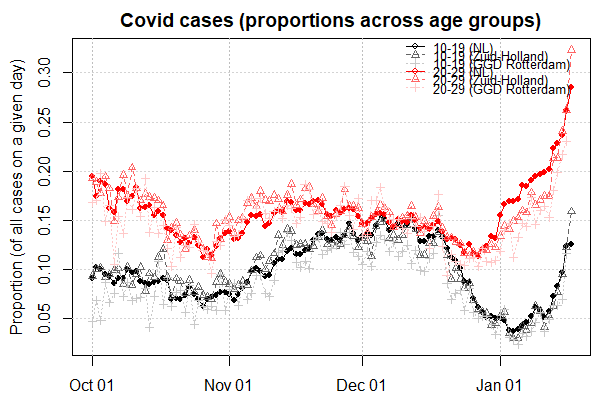 Covid cases (proportions across age groups)
Proportion (of all cases on a given day)
0.30
0.25
0.20
0.15
0.10
0.05
10-19 (NL)
10-19 (Zuid-Holland)
10-19 (GGD Rotterdam)
20-29 (NL)
20-29 (Zuid-Holland)
20-29 (GGD Rotterdam)
Oct 01 Nov 01 Dec 01 Jan 01